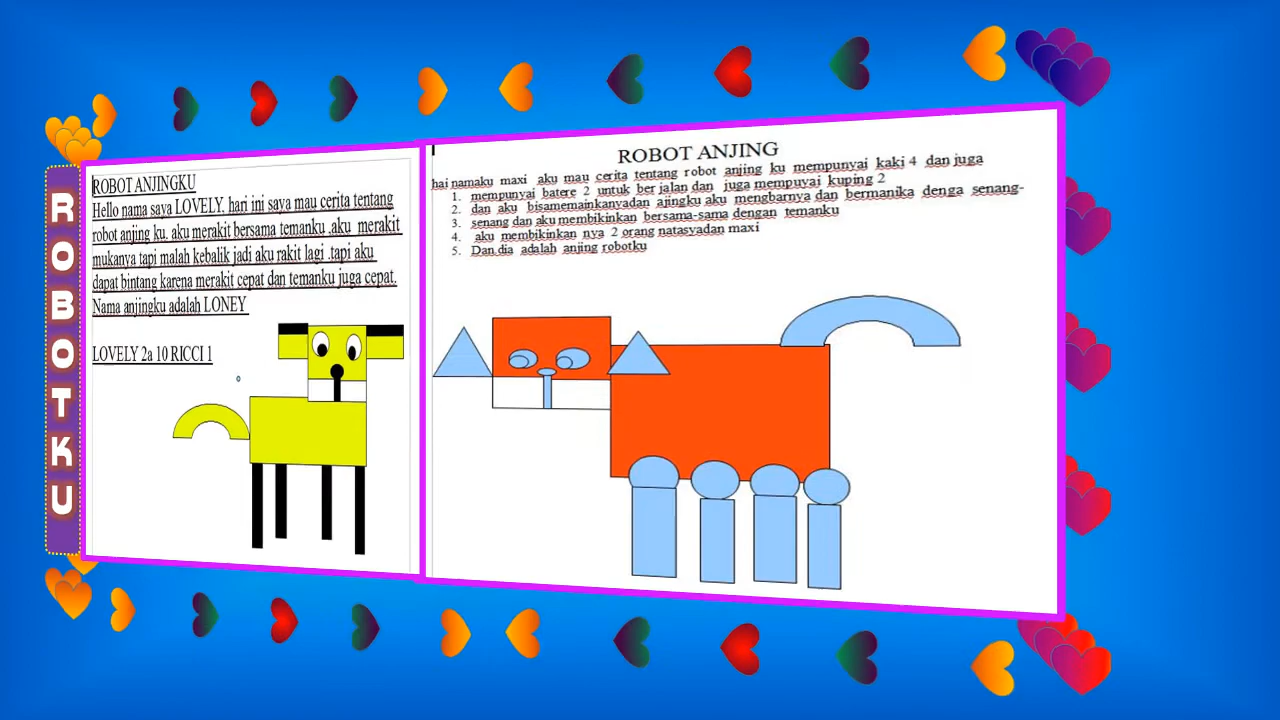 ROBOTKU
ROBOT ANJINGKU
Hello nama saya LOVELY, hari ini saya mau cerita tentang
robot anjing ku. aku merakit bersama temanku .aku merakit
mukanya tapi malah kebalik jadi aku rakit lagi .tapi aku
dapat bintang karena merakit cepat dan temanku juga cepat.
Nama anjingku adalah LONEY
LOVELY 2a 10 RICCI 1
ROBOT ANJING
hai namaku maxi aku mau cerita tentang robot anjing ku mempunyai kaki 4 dan juga
1. mempunyai batere 2 untuk ber jalan dan juga mempuyai kuping 2
2. dan aku bisamemainkanyadan ajingku aku mengbarnya dan bermanika denga senang-
3. senang dan aku membikinkan bersama-sama dengan temanku
4. aku membikinkan nya 2 orang natasyadan maxi
5. Dan.dia adalah anjing robotku